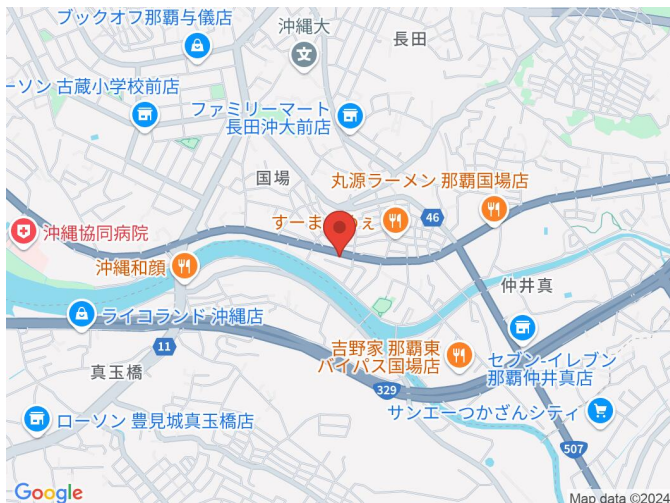 ブックオフ那覇与儀店
沖縄大
長田
ーソン 古蔵小学校前店
ファミリーマート
長田沖大前店
国場
丸源ラーメン 那覇国場店
すーま
ぇ
46
沖縄協同病院
沖縄和顔
仲井真
ライコランド 沖縄店
11
真玉橋
吉野家 那覇東
バイパス国場店
セブン-イレブン
那覇仲井真店
329
ローソン 豊見城真玉橋店
サンエーつかざんシティ
507
Google
Map data ©2024